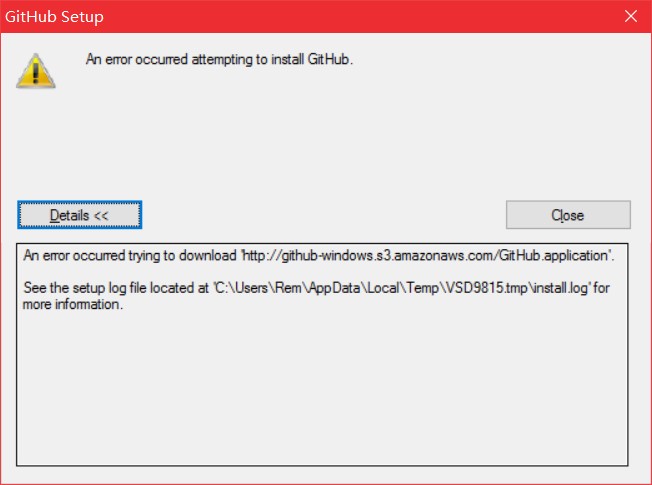 GitHub Setup
An error occurred attempting to install GitHub.
Details <<
Close
An error occurred trying to download 'http://github-windows.s3.amazonaws.com/GitHub.application'.
See the setup log file located at 'C:\Users\Rem\AppData\Local\Temp\VSD9815.tmp\install.log' for
more information.